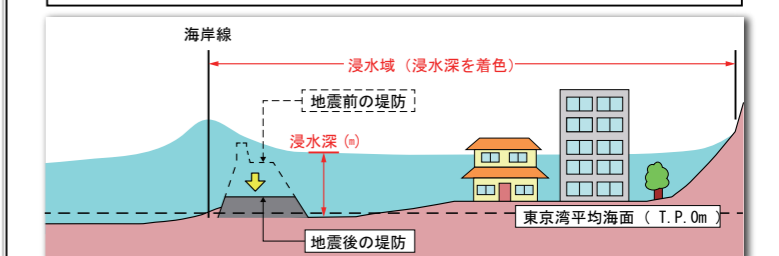 海岸線
浸水域（浸水深を着色）
地震前の堤防
浸水深(m)
東京湾平均海面（ T.P.0m ）
地震後の堤防